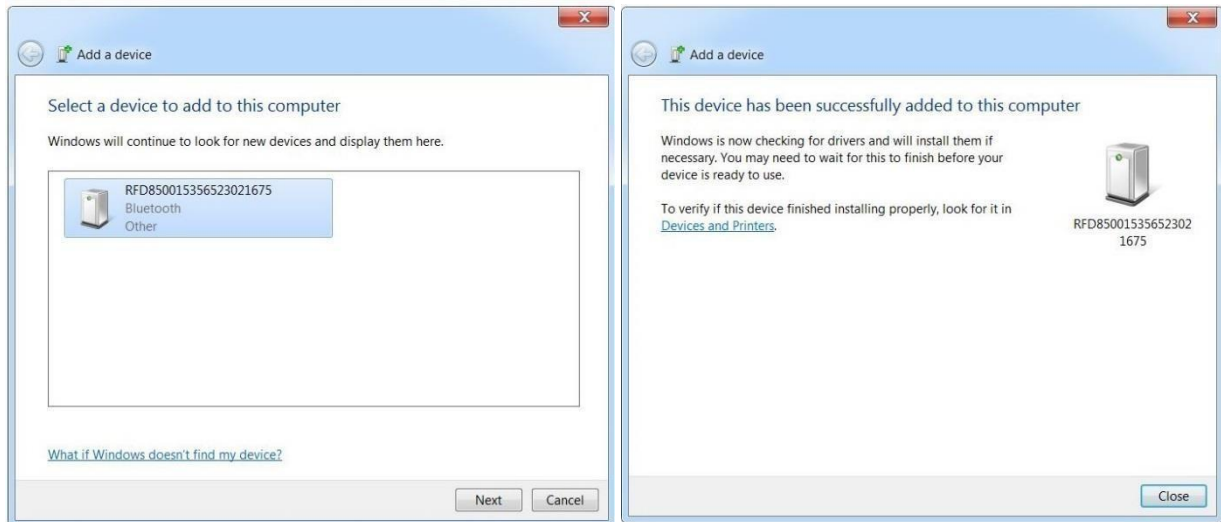 Add a device
Select a device to add to this computer
Windows will continue to look for new devices and display them here.
RFD850015356523021675
Bluetooth
Other
What if Windows doesn't find my device?
Next
Cancel
Add a device
This device has been successfully added to this computer
Windows is now checking for drivers and will install them if
necessary. You may need to wait for this to finish before your
device is ready to use.
To verify if this device finished installing properly, look for it in
Devices and Printers.
RFD85001535652302
1675
Close